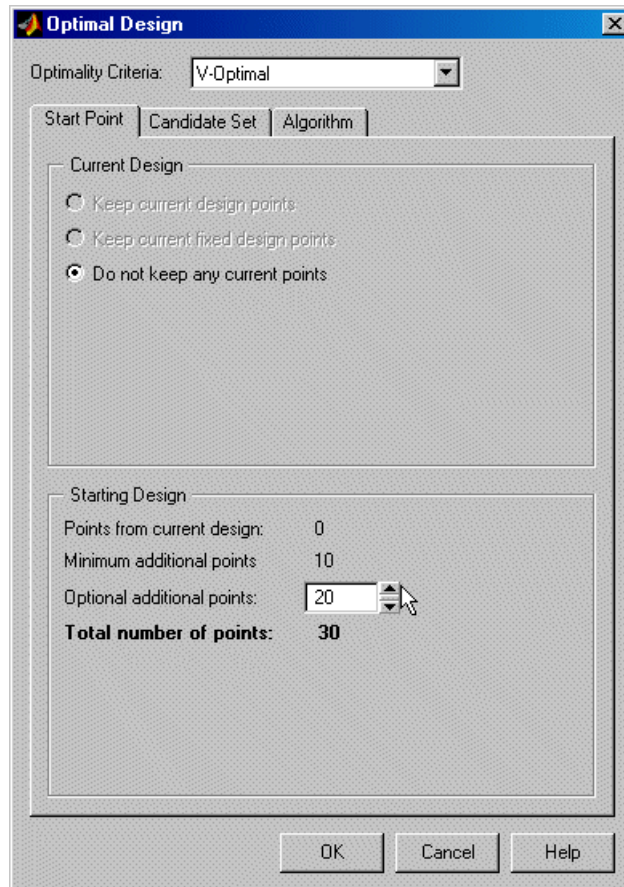 Optimal Design
Optimality Criteria: V-Optimal
Start Point Candidate Set Algorithm
Current Design
Keep current design points
Keep current fixed design points
Do not keep any current points
Starting Design
Points from current design: 0
Minimum additional points 10
Optional additional points: 20
Total number of points: 30
OK Cancel Help